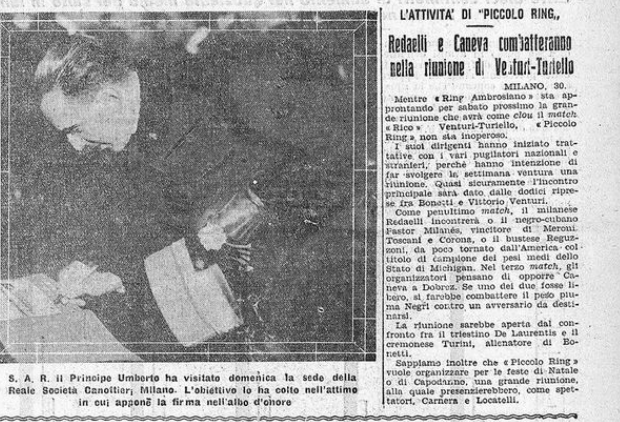 L'ATTIVITA' DI "PICCOLO RING„
Redaelli e Caneva combatteranno
nella riunione di Venturi-Turiello
MILANO, 30.
Mentre « Ring Ambrosiano » sta ap-
prontando per sabato prossimo la gran-
de riunione che avrà come clou il match
« Rico » Venturi-Turiello, « Piccolo
Ring » non sta inoperoso.
I suoi dirigenti hanno iniziato trat-
tative con i vari pugilatori nazionali e
stranieri, perchè hanno intenzione di
far svolgere la settimana ventura una
riunione. Quasi sicuramente l'incontro
principale sarà dato dalle dodici ripre-
se fra Bonetti e Vittorio Venturi.
Come penultimo match, il milanese
Redaelli incontrerà o il negro-cubano
Pastor Milanés, vincitore di Meroni,
Toscani e Corona, o il bustese Reguz-
zoni, da poco tornato dall'America col
titolo di campione dei pesi medi dello
Stato di Michigan. Nel terzo match, gli
organizzatori pensano di opporre Ca-
neva a Dobrez. Se uno dei due fosse li-
bero, si farebbe combattere il peso piu-
ma Negri contro un avversario da desti-
narsi.
La riunione sarebbe aperta dal con-
fronto fra il triestino De Laurentis e il
cremonese Turini, allenatore di Bo-
netti.
Sappiamo inoltre che « Piccolo Ring »
vuole organizzare per le feste di Natale
o di Capodanno, una grande riunione,
alla quale presenzierebbero, come spet-
tatori, Carnera e Locatelli.
S. A. R. il Principe Umberto ha visitato domenica la sede della
Reale Società Canottieri Milano. L'obiettivo lo ha colto nell'attimo
in cui appone la firma nell'albo d'onore